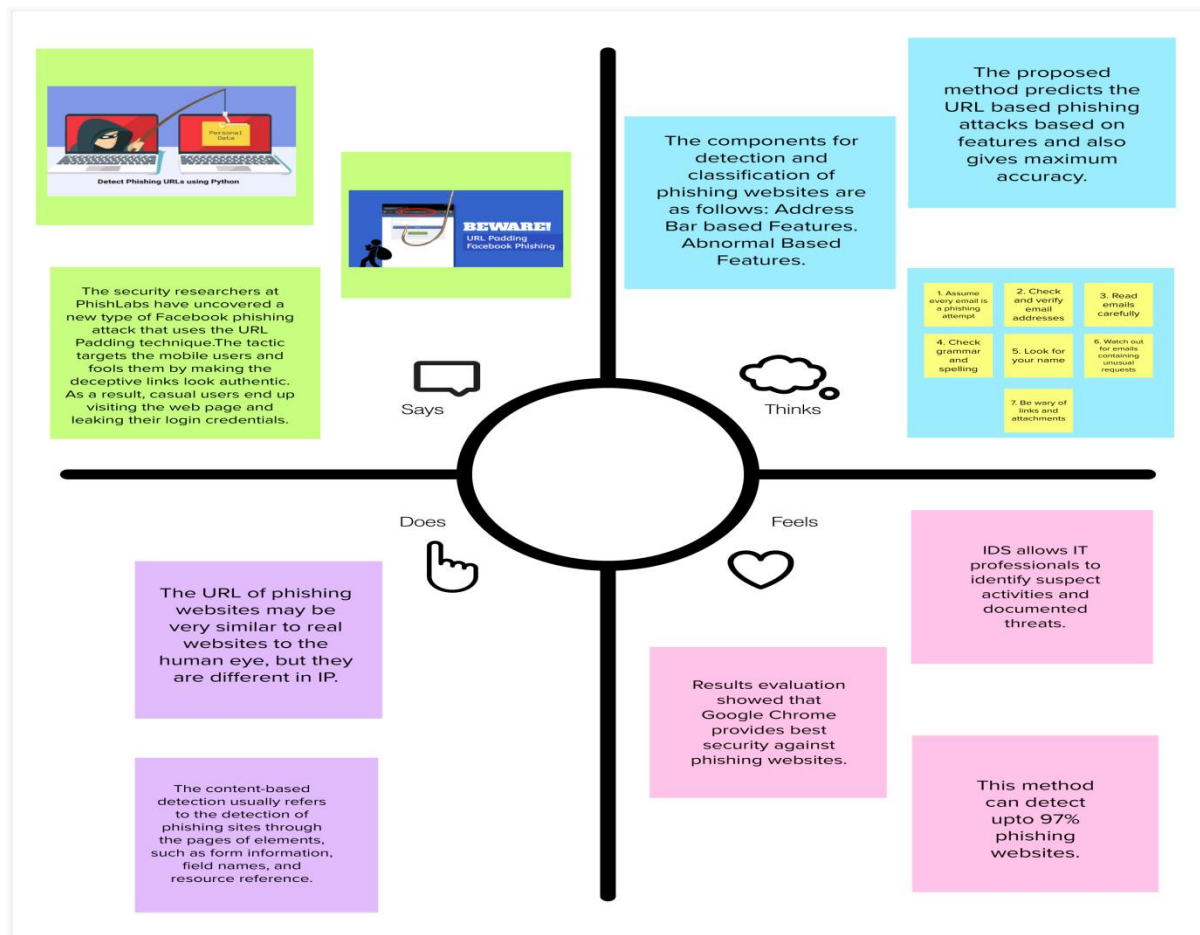 Personal
Data
Detect Phishing URLs using Python
BEWARE!
URL Padding
Facebook Phishing
The security researchers at
PhishLabs have uncovered a
new type of Facebook phishing
attack that uses the URL
Padding technique.The tactic
targets the mobile users and
fools them by making the
deceptive links look authentic.
As a result, casual users end up
visiting the web page and
leaking their login credentials.
Says
The components for
detection and
classification of
phishing websites are
as follows: Address
Bar based Features.
Abnormal Based
Features.
The proposed
method predicts the
URL based phishing
attacks based on
features and also
gives maximum
accuracy.
1. Assume
every email is
a phishing
attempt
2. Check
and verify
email
addresses
3. Read
emails
carefully
4. Check
grammar
and
spelling
5. Look for
your name
6. Watch out
for emails
containing
unusual
requests
7. Be wary of
links and
attachments
Thinks
Does
The URL of phishing
websites may be
very similar to real
websites to the
human eye, but they
are different in IP.
The content-based
detection usually refers
to the detection of
phishing sites through
the pages of elements,
such as form information,
field names, and
resource reference.
Feels
IDS allows IT
professionals to
identify suspect
activities and
documented
threats.
Results evaluation
showed that
Google Chrome
provides best
security against
phishing websites.
This method
can detect
upto 97%
phishing
websites.